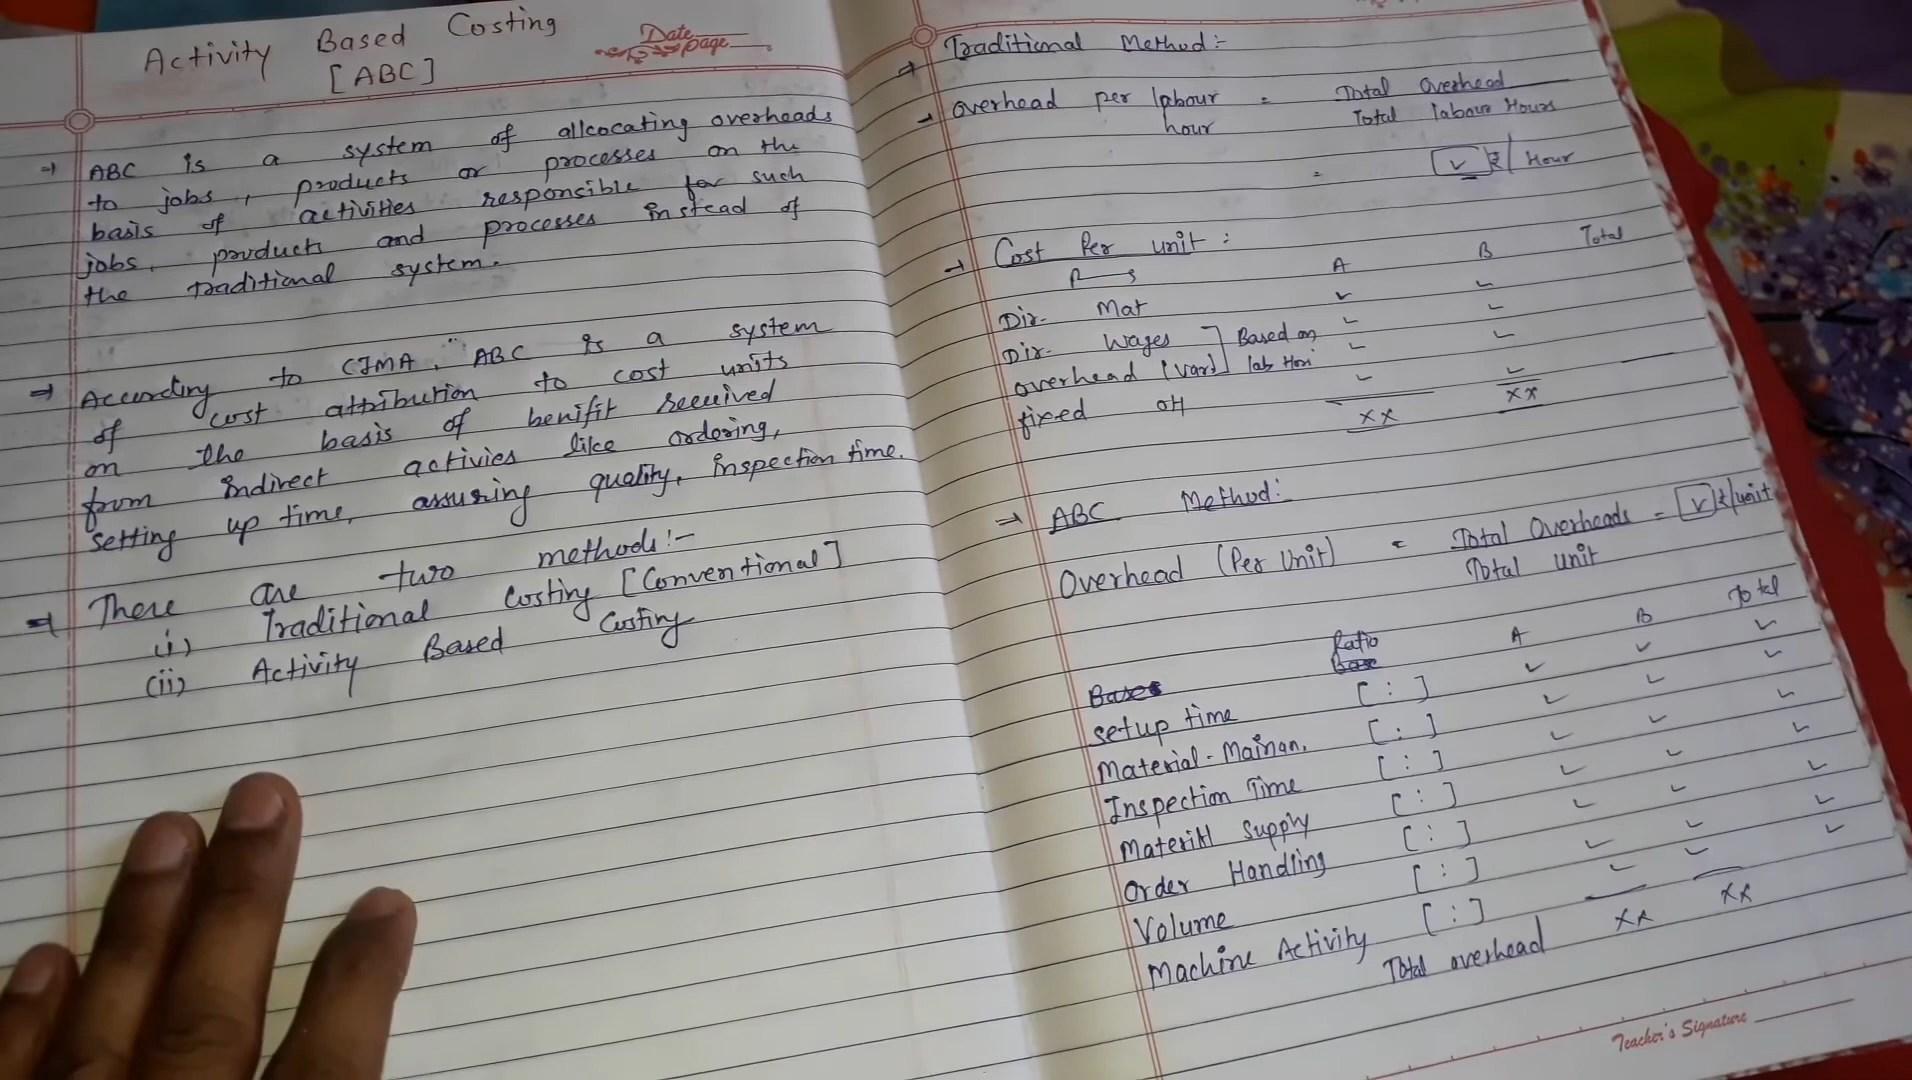 Activity Based Costing
[ABC]
Date
Page
→ ABC is a system of allcocating overheads
to jobs, products or processes on the
basis of activities responsible for such
jobs, products and processes instead of
the traditional system.
→ According to CIMA, "ABC is a system
of cost attribution to cost units
on the basis of benifit received
from indirect activies like ordering,
setting up time, assuring quality, inspection time.
→ There are two methods:-
(i) Traditional Costing [Conventional]
(ii) Activity Based Costing
→ Traditional Method:-
→ overhead per labour hour = Total Overhead
Total labour Hours
= [✓] ₹/Hour
→ Cost Per unit :
P s A B Total
Dir. Mat ✓ ✓
Dir. Wages ] Based on ✓ ✓
overhead (var) ] lab Hou ✓ ✓
fixed OH ✓ ✓
XX XX
→ ABC Method:
Overhead (Per Unit) = Total Overheads = [✓] ₹/unit
Total unit
Ratio A B Total
setup time [ : ] ✓ ✓ ✓
Material-Mainan. [ : ] ✓ ✓ ✓
Inspection Time [ : ] ✓ ✓ ✓
Material Supply [ : ] ✓ ✓ ✓
Order Handling [ : ] ✓ ✓ ✓
Volume [ : ] ✓ ✓ ✓
Machine Activity [ : ] ✓ ✓ ✓
Total overhead XX XX
Teacher's Signature